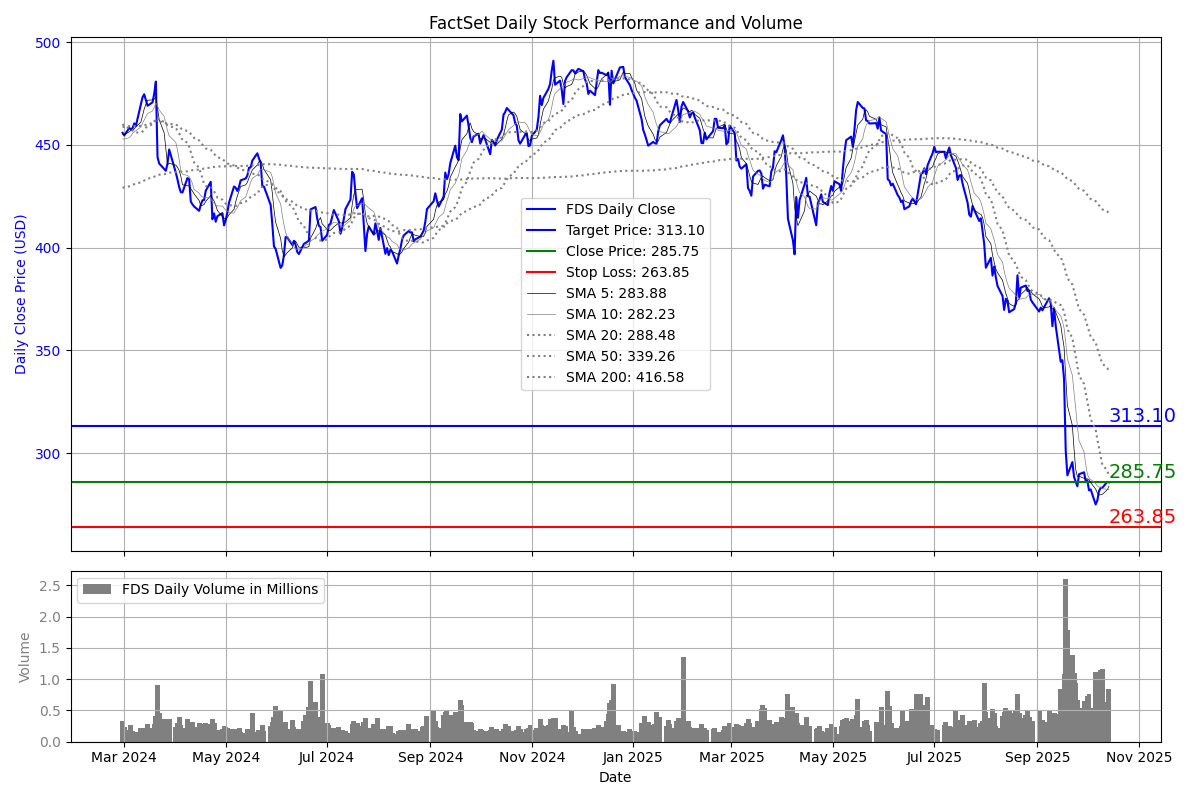 FactSet Daily Stock Performance and Volume
500
450
400
350
300
Daily Close Price (USD)
FDS Daily Close
Target Price: 313.10
Close Price: 285.75
Stop Loss: 263.85
SMA 5: 283.88
SMA 10: 282.23
SMA 20: 288.48
SMA 50: 339.26
SMA 200: 416.58
313.10
285.75
263.85
FDS Daily Volume in Millions
2.5
2.0
1.5
1.0
0.5
0.0
Volume
Mar 2024 May 2024 Jul 2024 Sep 2024 Nov 2024 Jan 2025 Mar 2025 May 2025 Jul 2025 Sep 2025 Nov 2025
Date